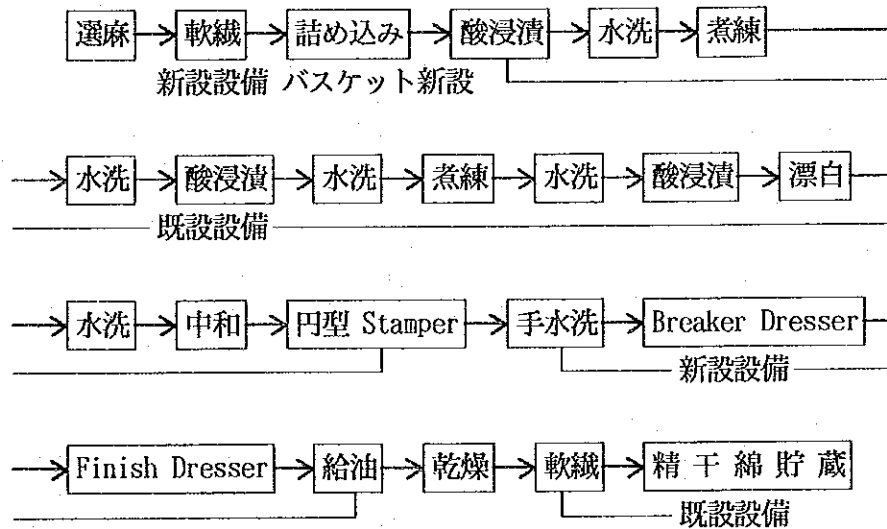 選麻 軟繊 詰め込み 酸浸漬 水洗 煮練
新設設備 バスケット新設
水洗 酸浸漬 水洗 煮練 水洗 酸浸漬 漂白
既設設備
水洗 中和 円型 Stamper 手水洗 Breaker Dresser
新設設備
Finish Dresser 給油 乾燥 軟繊 精干綿貯蔵
既設設備